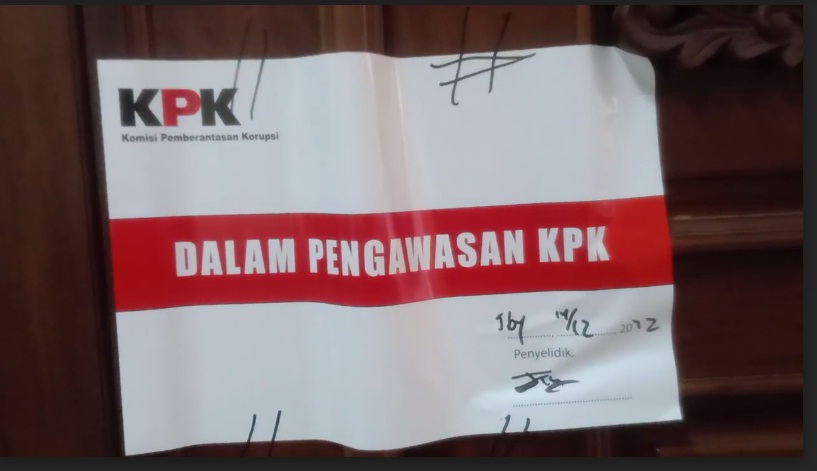 KPK
Komisi Pemberantasan Korupsi
DALAM PENGAWASAN KPK
Sby, 14/12 2022
Penyelidik,